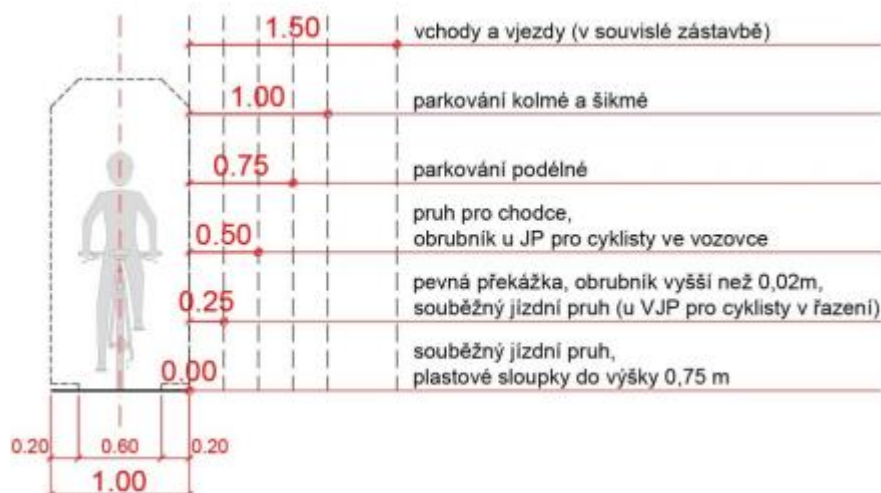 1.50 vchody a vjezdy (v souvislé zástavbě)
1.00 parkování kolmé a šikmé
0.75 parkování podélné
pruh pro chodce,
0.50 obrubník u JP pro cyklisty ve vozovce
pevná překážka, obrubník vyšší než 0,02m,
0.25 souběžný jízdní pruh (u VJP pro cyklisty v řazení)
souběžný jízdní pruh,
0.00 plastové sloupky do výšky 0,75 m
0.20 0.60 0.20
1.00